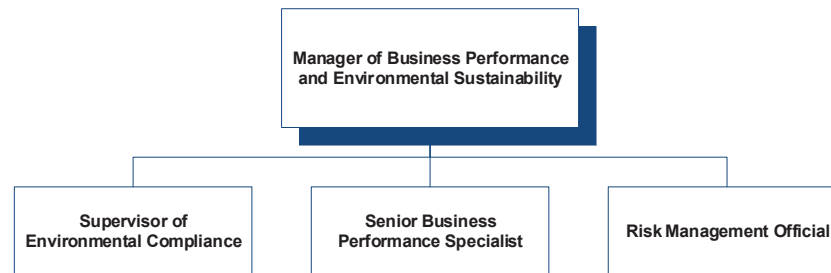 Manager of Business Performance
and Environmental Sustainability
Supervisor of
Environmental Compliance
Senior Business
Performance Specialist
Risk Management Official